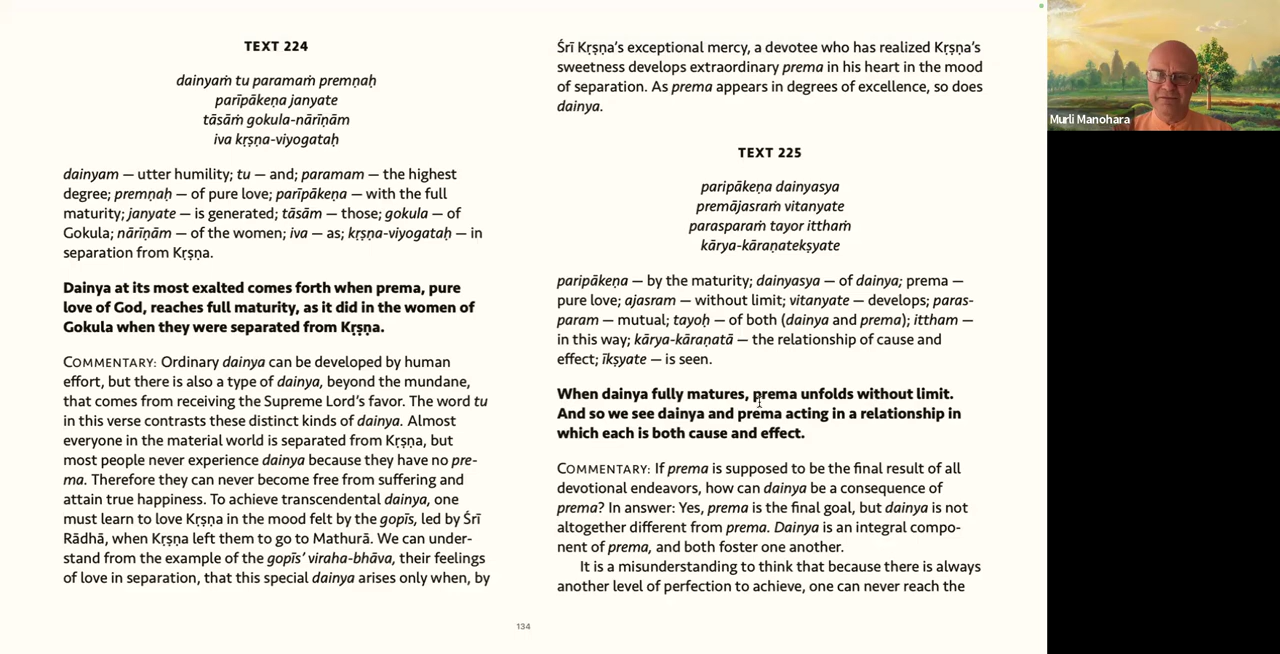 TEXT 224
dainyaṁ tu paramaṁ premṇaḥ
parīpākeṇa janyate
tāsāṁ gokula-nārīṇām
iva kṛṣṇa-viyogataḥ
dainyam — utter humility; tu — and; paramam — the highest
degree; premṇaḥ — of pure love; parīpākeṇa — with the full
maturity; janyate — is generated; tāsām — those; gokula — of
Gokula; nārīṇām — of the women; iva — as; kṛṣṇa-viyogataḥ — in
separation from Kṛṣṇa.
Dainya at its most exalted comes forth when prema, pure
love of God, reaches full maturity, as it did in the women of
Gokula when they were separated from Kṛṣṇa.
COMMENTARY: Ordinary dainya can be developed by human
effort, but there is also a type of dainya, beyond the mundane,
that comes from receiving the Supreme Lord’s favor. The word tu
in this verse contrasts these distinct kinds of dainya. Almost
everyone in the material world is separated from Kṛṣṇa, but
most people never experience dainya because they have no pre-
ma. Therefore they can never become free from suffering and
attain true happiness. To achieve transcendental dainya, one
must learn to love Kṛṣṇa in the mood felt by the gopīs, led by Śrī
Rādhā, when Kṛṣṇa left them to go to Mathurā. We can under-
stand from the example of the gopīs’ viraha-bhāva, their feelings
of love in separation, that this special dainya arises only when, by
Śrī Kṛṣṇa’s exceptional mercy, a devotee who has realized Kṛṣṇa’s
sweetness develops extraordinary prema in his heart in the mood
of separation. As prema appears in degrees of excellence, so does
dainya.
TEXT 225
paripākeṇa dainyasya
premājasraṁ vitanyate
parasparaṁ tayor itthaṁ
kārya-kāraṇatekṣyate
paripākeṇa — by the maturity; dainyasya — of dainya; prema —
pure love; ajasram — without limit; vitanyate — develops; paras-
param — mutual; tayoḥ — of both (dainya and prema); ittham —
in this way; kārya-kāraṇatā — the relationship of cause and
effect; īkṣyate — is seen.
When dainya fully matures, prema unfolds without limit.
And so we see dainya and prema acting in a relationship in
which each is both cause and effect.
COMMENTARY: If prema is supposed to be the final result of all
devotional endeavors, how can dainya be a consequence of
prema? In answer: Yes, prema is the final goal, but dainya is not
altogether different from prema. Dainya is an integral compo-
nent of prema, and both foster one another.
It is a misunderstanding to think that because there is always
another level of perfection to achieve, one can never reach the
134
Murli Manohara